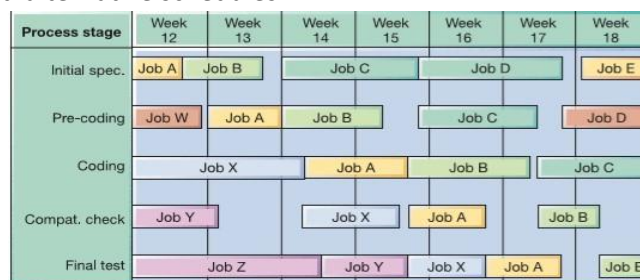 Process stage Week 12 Week 13 Week 14 Week 15 Week 16 Week 17 Week 18
Initial spec. Job A Job B Job C Job D Job E
Pre-coding Job W Job A Job B Job C Job D
Coding Job X Job A Job B Job C
Compat. check Job Y Job X Job A Job B
Final test Job Z Job Y Job X Job A Job